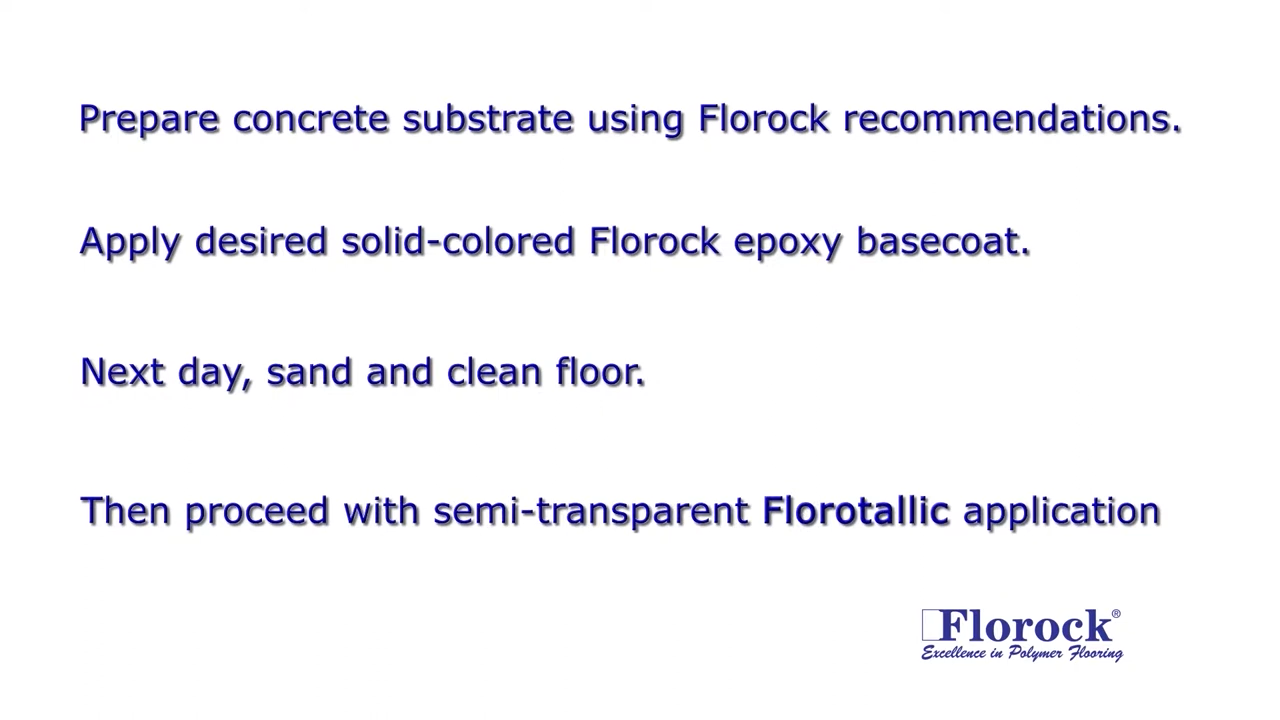 Prepare concrete substrate using Florock recommendations.
Apply desired solid-colored Florock epoxy basecoat.
Next day, sand and clean floor.
Then proceed with semi-transparent Florotallic application
Florock®
Excellence in Polymer Flooring